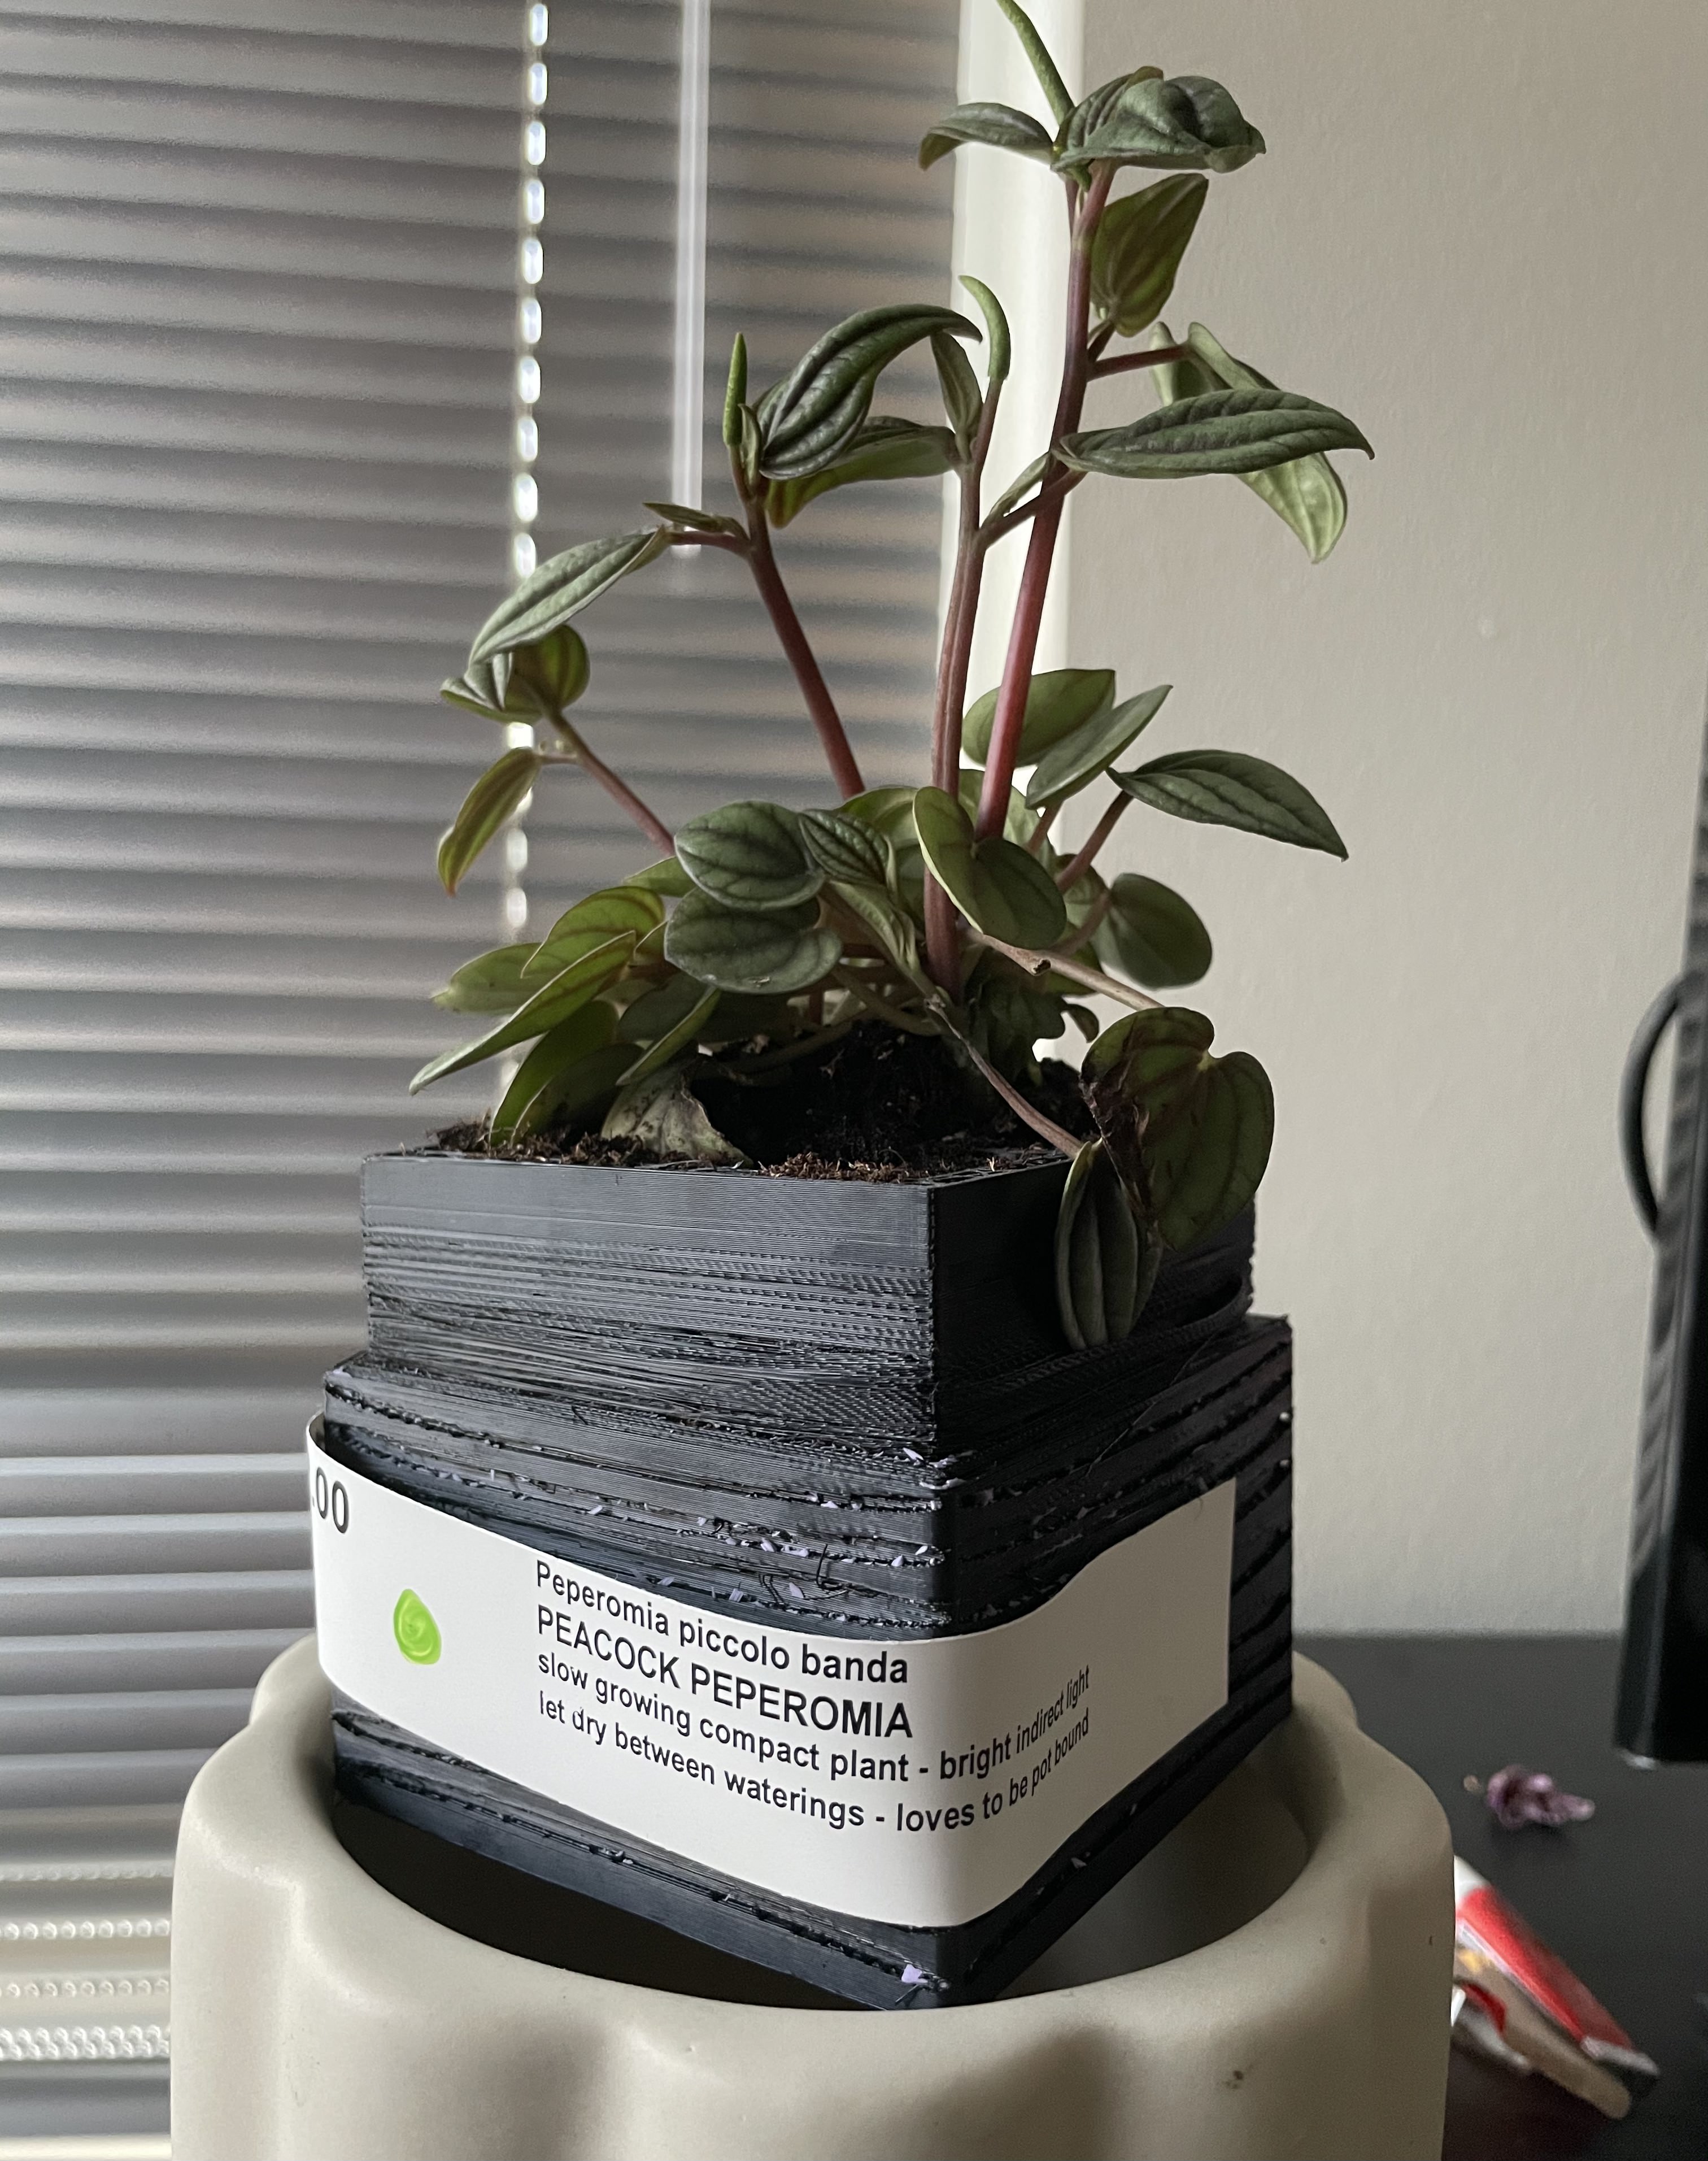 .00
Peperomia piccolo banda
PEACOCK PEPEROMIA
slow growing compact plant - bright indirect light
let dry between waterings - loves to be pot bound